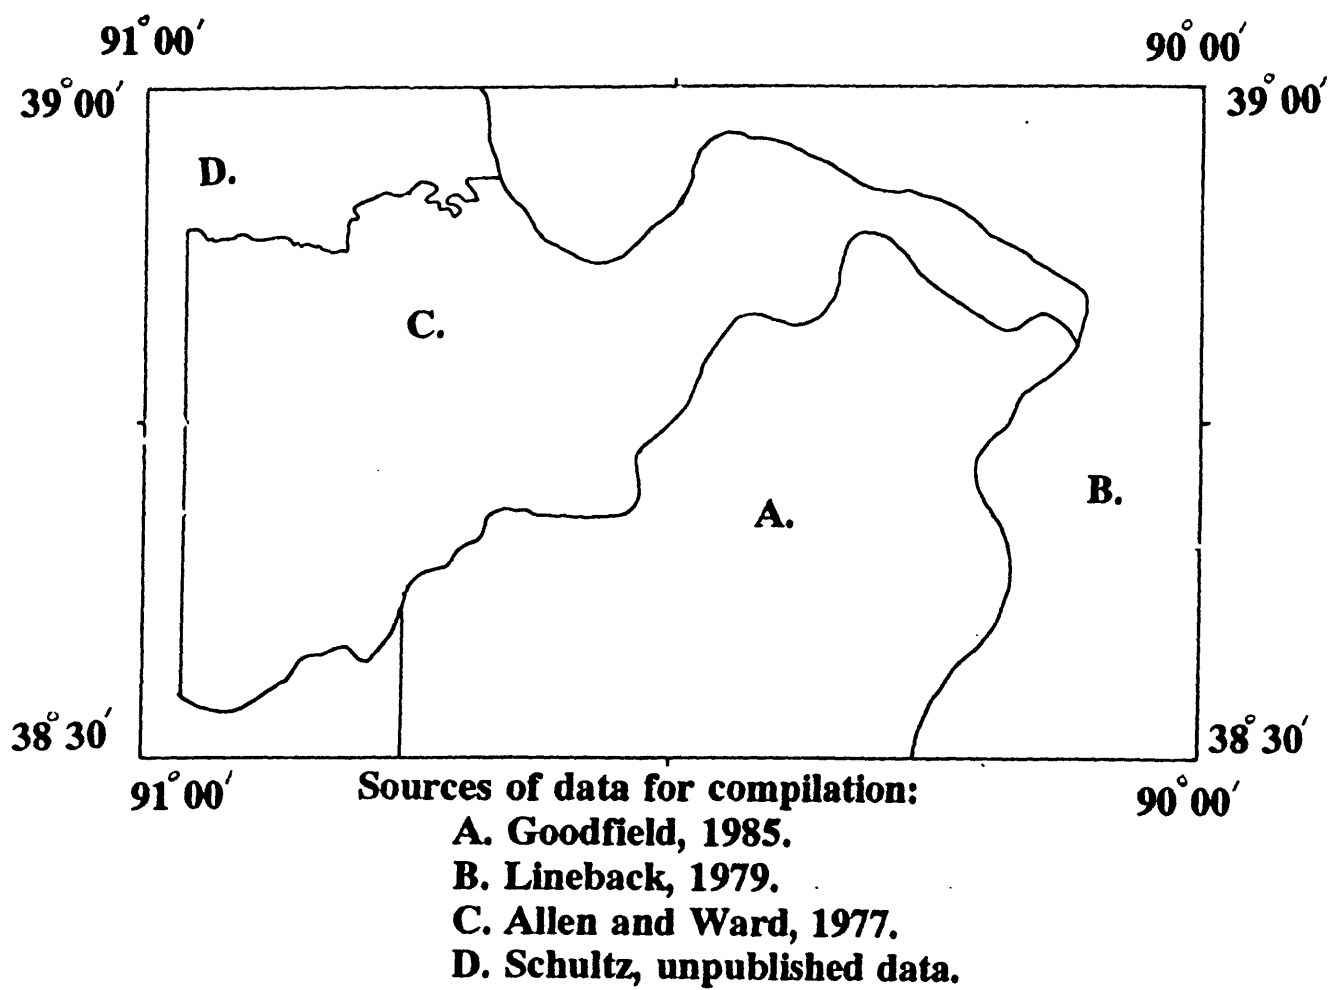 91°00′ 90°00′
39°00′ 39°00′
D.
C.
B.
A.
38°30′ 38°30′
91°00′ 90°00′
Sources of data for compilation:
A. Goodfield, 1985.
B. Lineback, 1979.
C. Allen and Ward, 1977.
D. Schultz, unpublished data.